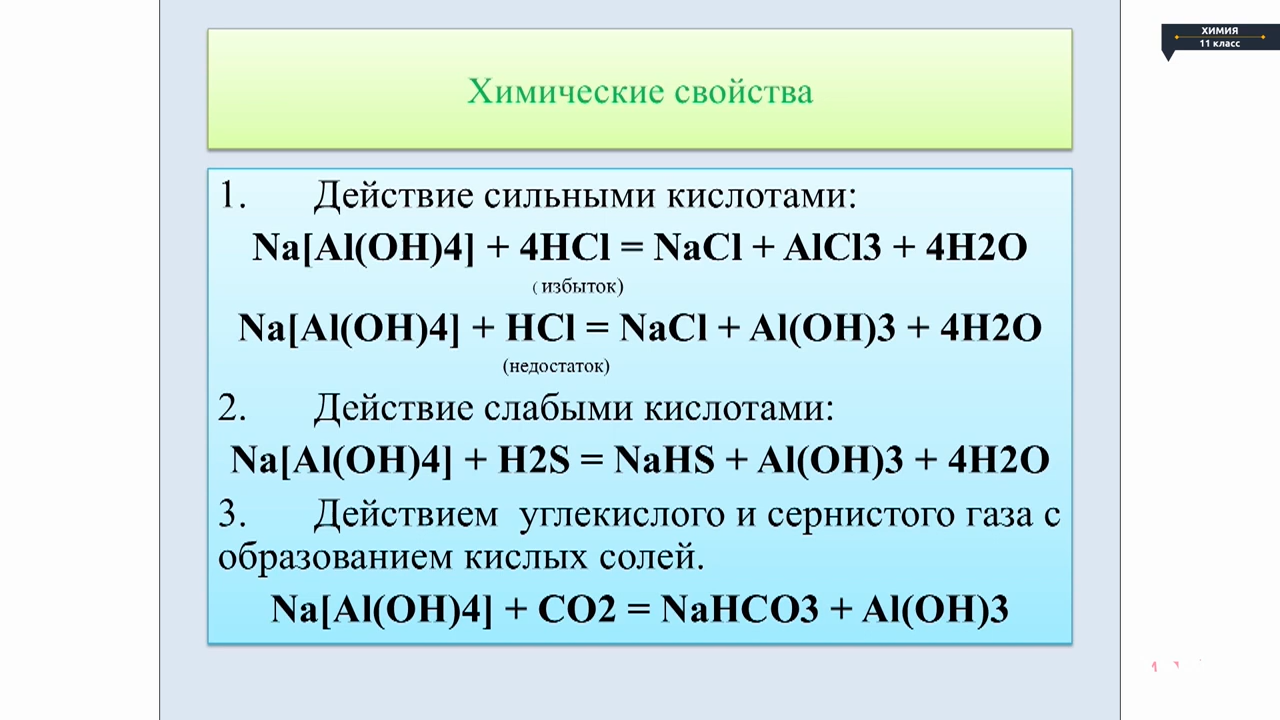 ХИМИЯ
11 класс
Химические свойства
1. Действие сильными кислотами:
Na[Al(OH)4] + 4HCl = NaCl + AlCl3 + 4H2O
( избыток)
Na[Al(OH)4] + HCl = NaCl + Al(OH)3 + 4H2O
(недостаток)
2. Действие слабыми кислотами:
Na[Al(OH)4] + H2S = NaHS + Al(OH)3 + 4H2O
3. Действием углекислого и сернистого газа с
образованием кислых солей.
Na[Al(OH)4] + CO2 = NaHCO3 + Al(OH)3